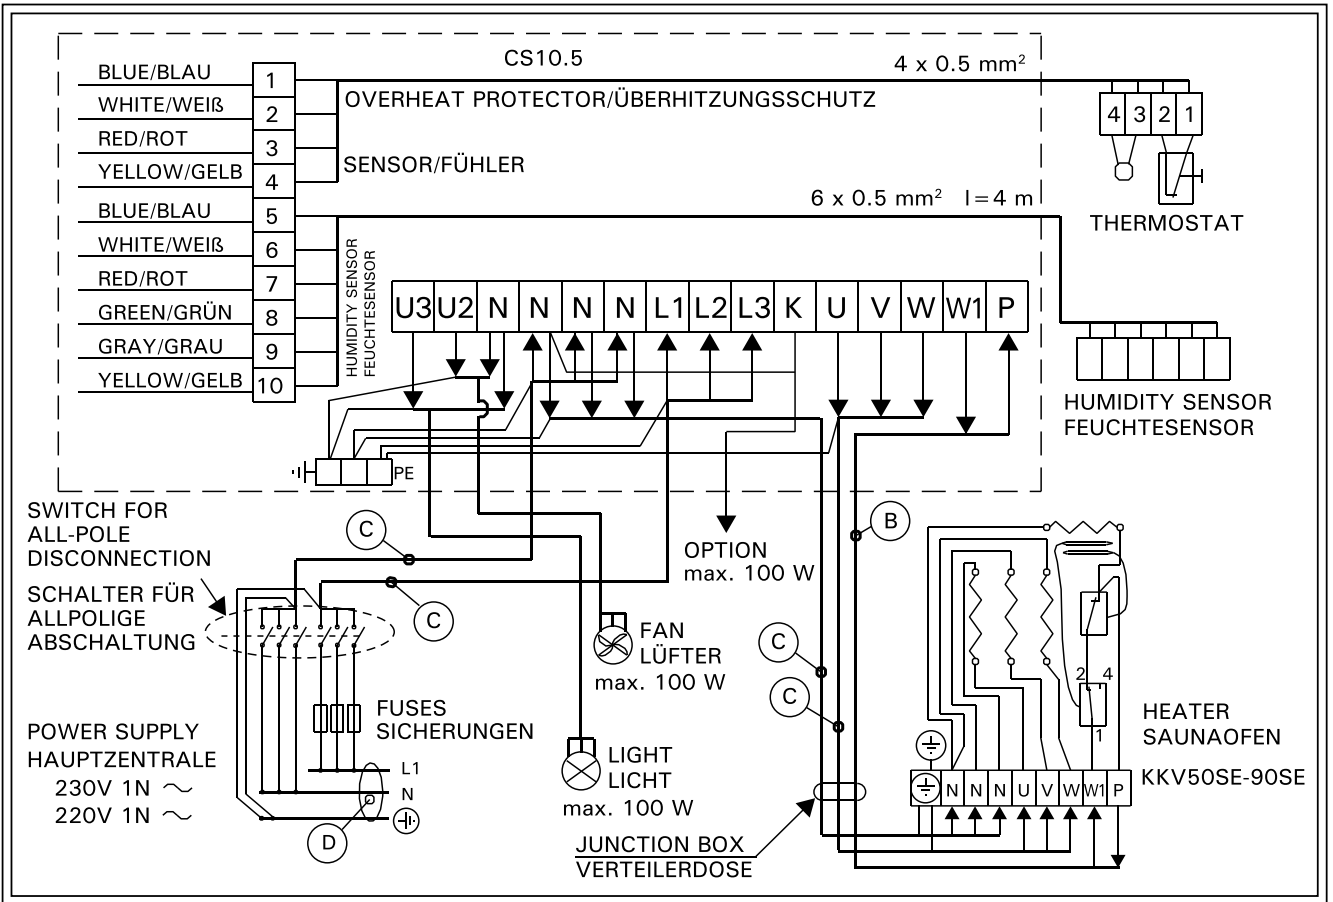 CS10.5
4 x 0.5 mm²
BLUE/BLAU 1
WHITE/WEIß 2
RED/ROT 3
YELLOW/GELB 4
BLUE/BLAU 5
WHITE/WEIß 6
RED/ROT 7
GREEN/GRÜN 8
GRAY/GRAU 9
YELLOW/GELB 10
OVERHEAT PROTECTOR/ÜBERHITZUNGSSCHUTZ
SENSOR/FÜHLER
4 3 2 1
THERMOSTAT
6 x 0.5 mm² l=4 m
HUMIDITY SENSOR
FEUCHTESENSOR
U3 U2 N N N N L1 L2 L3 K U V W W1 P
HUMIDITY SENSOR
FEUCHTESENSOR
PE
SWITCH FOR
ALL-POLE
DISCONNECTION
SCHALTER FÜR
ALLPOLIGE
ABSCHALTUNG
C
C
OPTION
max. 100 W
B
FAN
LÜFTER
max. 100 W
C
C
FUSES
SICHERUNGEN
POWER SUPPLY
HAUPTZENTRALE
230V 1N ~
220V 1N ~
L1
N
D
LIGHT
LICHT
max. 100 W
JUNCTION BOX
VERTEILERDOSE
2 4
1
HEATER
SAUNAOFEN
KKV50SE-90SE
N N N U V W W1 P